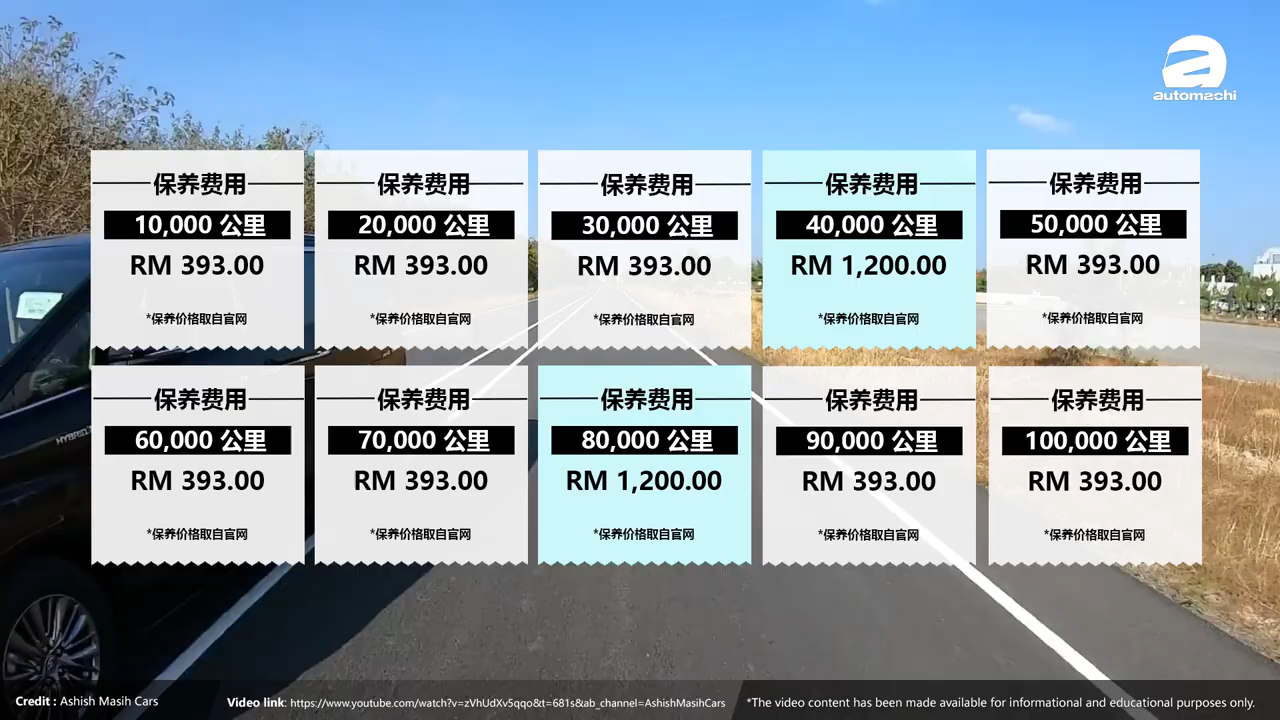 automachi
保养费用
10,000 公里
RM 393.00
*保养价格取自官网
保养费用
20,000 公里
RM 393.00
*保养价格取自官网
保养费用
30,000 公里
RM 393.00
*保养价格取自官网
保养费用
40,000 公里
RM 1,200.00
*保养价格取自官网
保养费用
50,000 公里
RM 393.00
*保养价格取自官网
保养费用
60,000 公里
RM 393.00
*保养价格取自官网
保养费用
70,000 公里
RM 393.00
*保养价格取自官网
保养费用
80,000 公里
RM 1,200.00
*保养价格取自官网
保养费用
90,000 公里
RM 393.00
*保养价格取自官网
保养费用
100,000 公里
RM 393.00
*保养价格取自官网
HYBRID
Credit : Ashish Masih Cars
Video link: https://www.youtube.com/watch?v=zVhUdXv5qqo&t=681s&ab_channel=AshishMasihCars
*The video content has been made available for informational and educational purposes only.